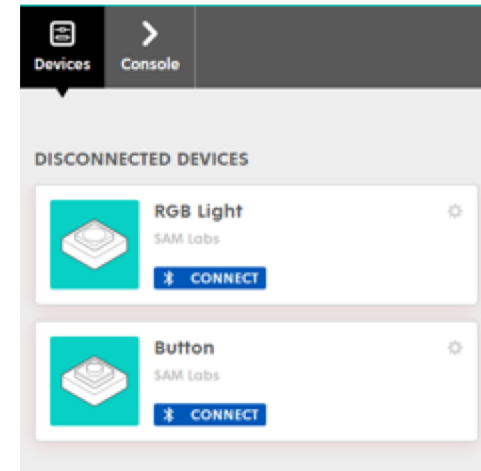 Devices
Console
DISCONNECTED DEVICES
RGB Light
SAM Labs
CONNECT
Button
SAM Labs
CONNECT